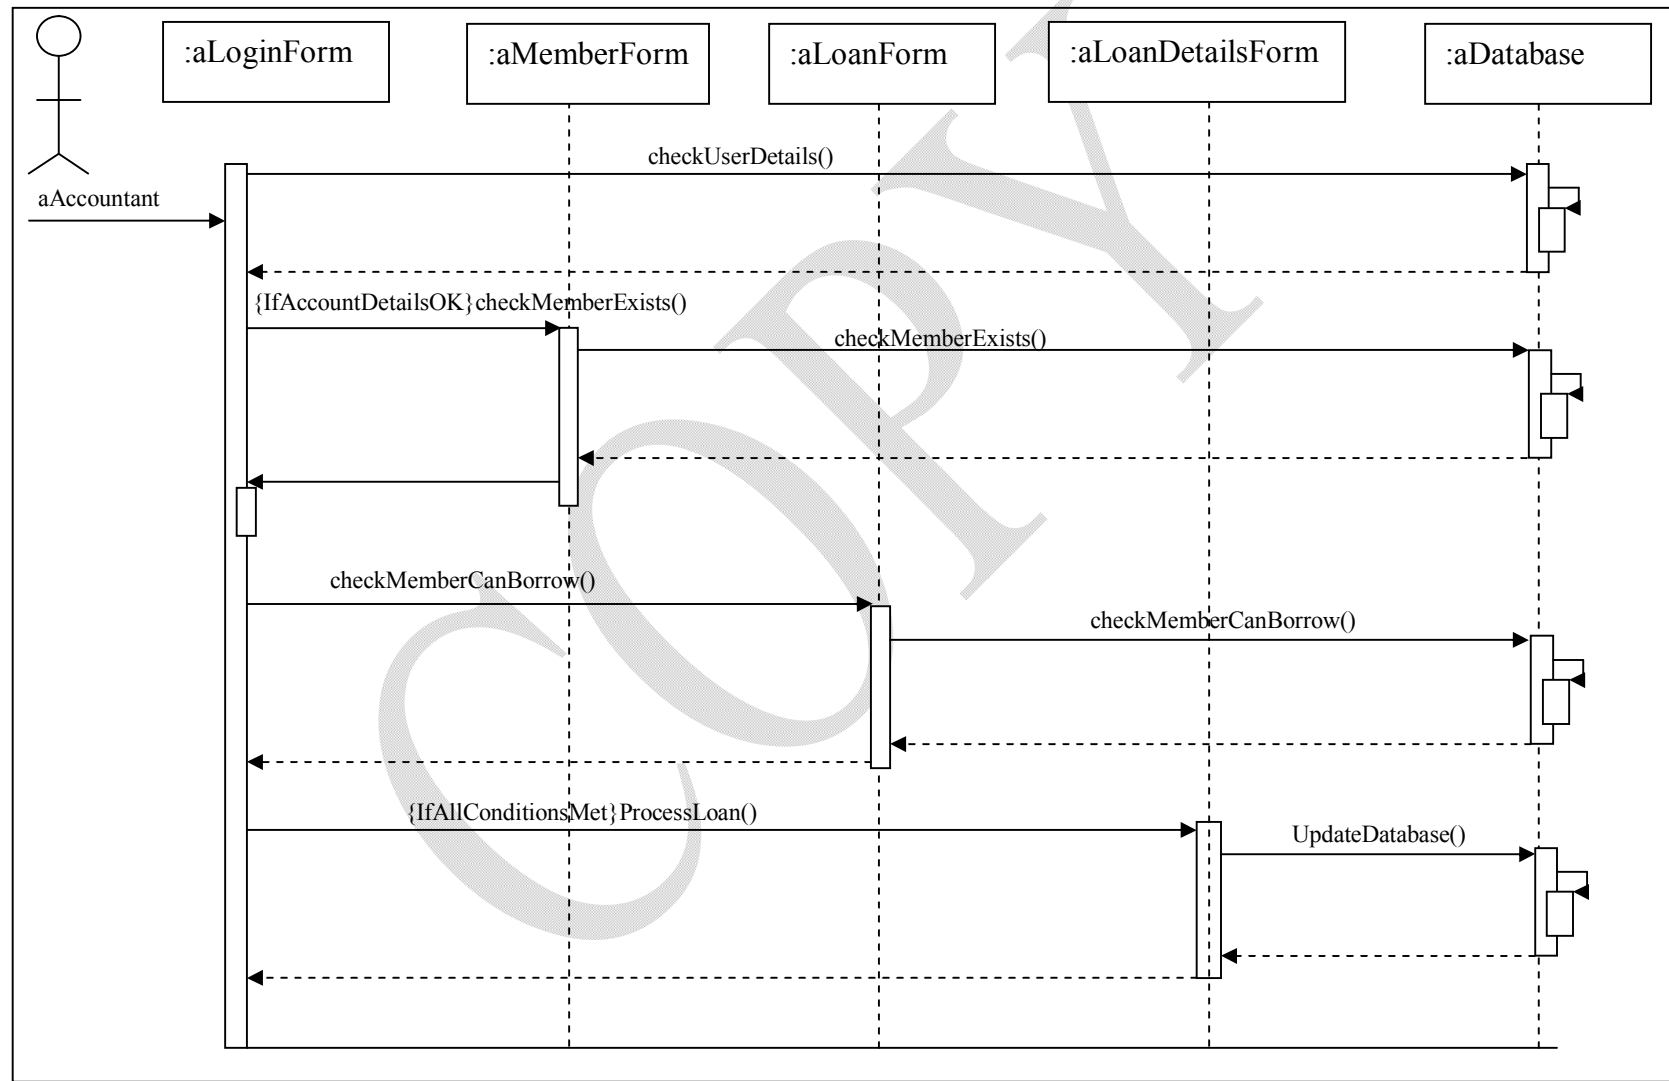 :aLoginForm
:aMemberForm
:aLoanForm
:aLoanDetailsForm
:aDatabase
checkUserDetails()
aAccountant
{IfAccountDetailsOK}checkMemberExists()
checkMemberExists()
checkMemberCanBorrow()
checkMemberCanBorrow()
{IfAllConditionsMet}ProcessLoan()
UpdateDatabase()
COPY